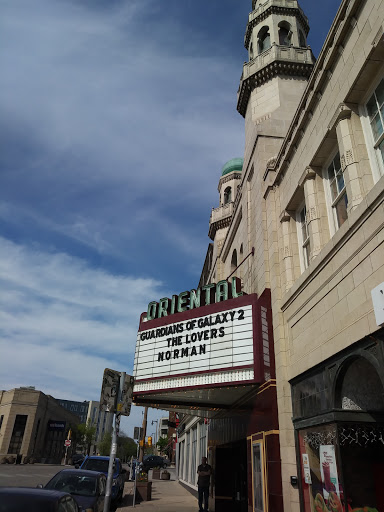 ORIENTAL
GUARDIANS OF GALAXY 2
THE LOVERS
NORMAN